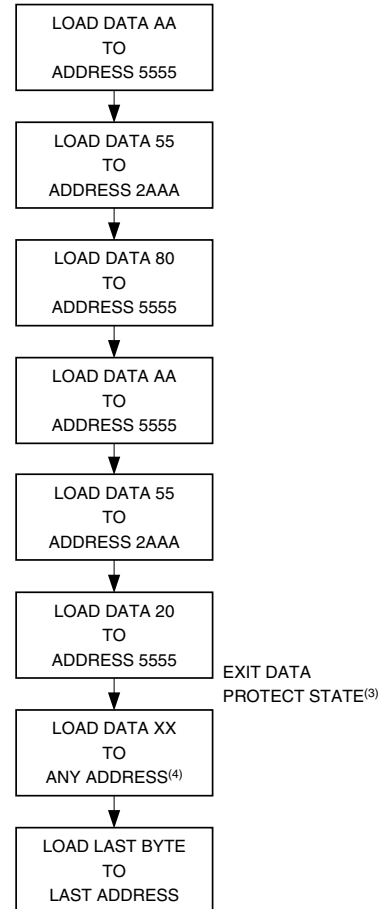 LOAD DATA AA
TO
ADDRESS 5555
LOAD DATA 55
TO
ADDRESS 2AAA
LOAD DATA 80
TO
ADDRESS 5555
LOAD DATA AA
TO
ADDRESS 5555
LOAD DATA 55
TO
ADDRESS 2AAA
LOAD DATA 20
TO
ADDRESS 5555
EXIT DATA
PROTECT STATE(3)
LOAD DATA XX
TO
ANY ADDRESS(4)
LOAD LAST BYTE
TO
LAST ADDRESS